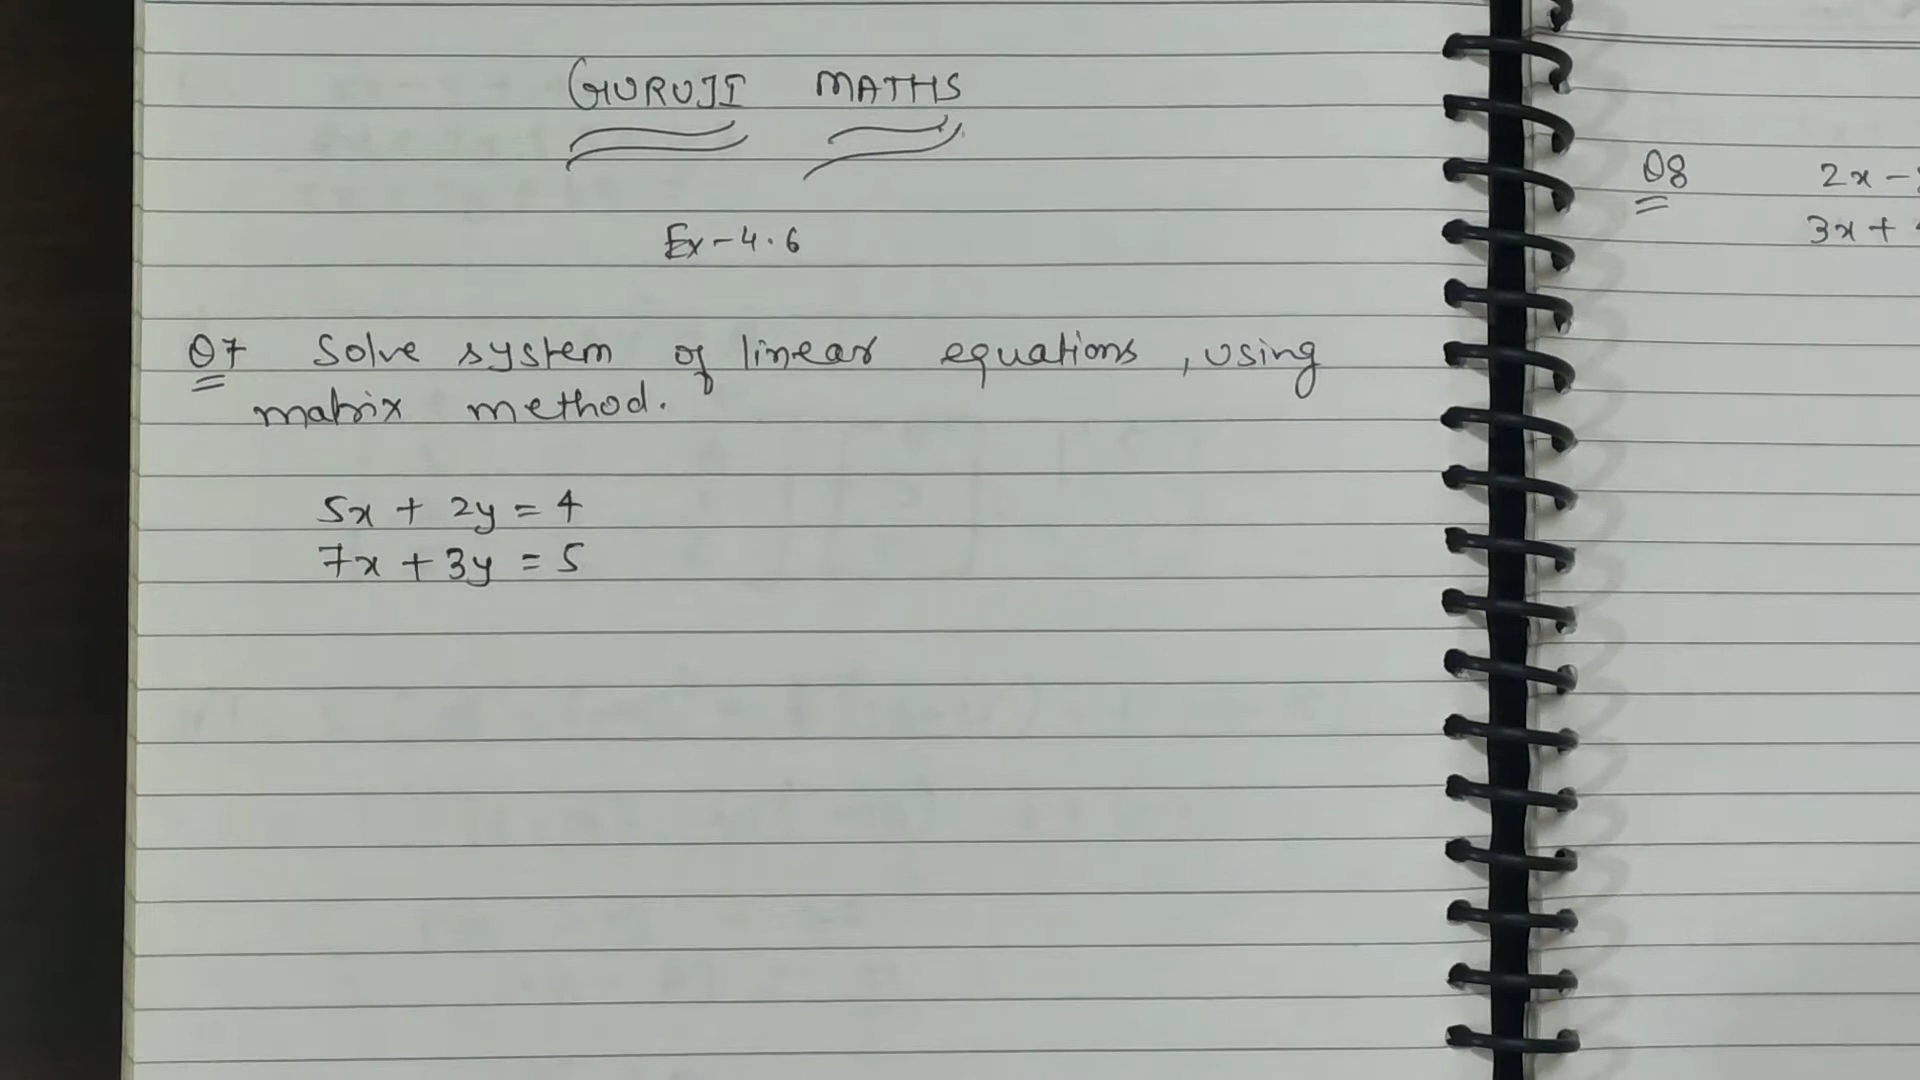 GURUJI MATHS
Ex-4.6
Q7 Solve system of linear equations, using
matrix method.
5x + 2y = 4
7x + 3y = 5
Q8 2x -
3x +